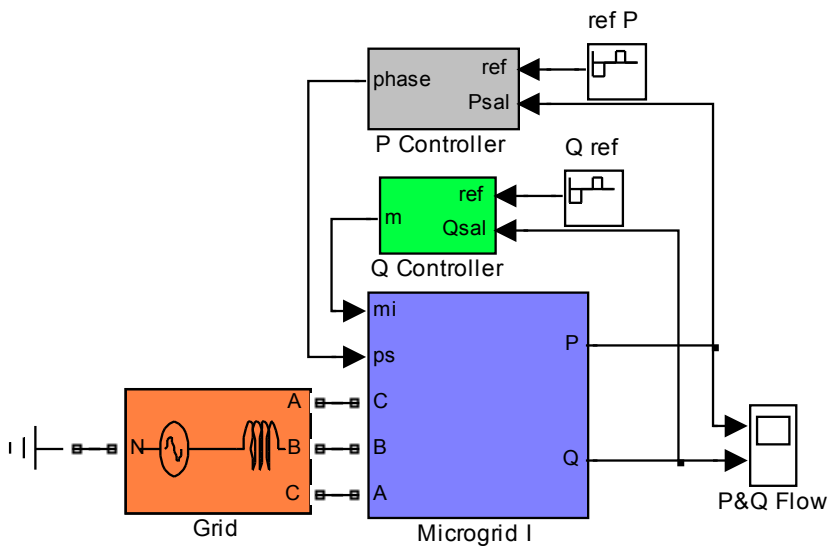 ref P
phase
ref
Psal
P Controller
Q ref
ref
m
Qsal
Q Controller
mi
P
ps
A
C
N
B
B
Q
C
A
Grid
Microgrid I
P&Q Flow